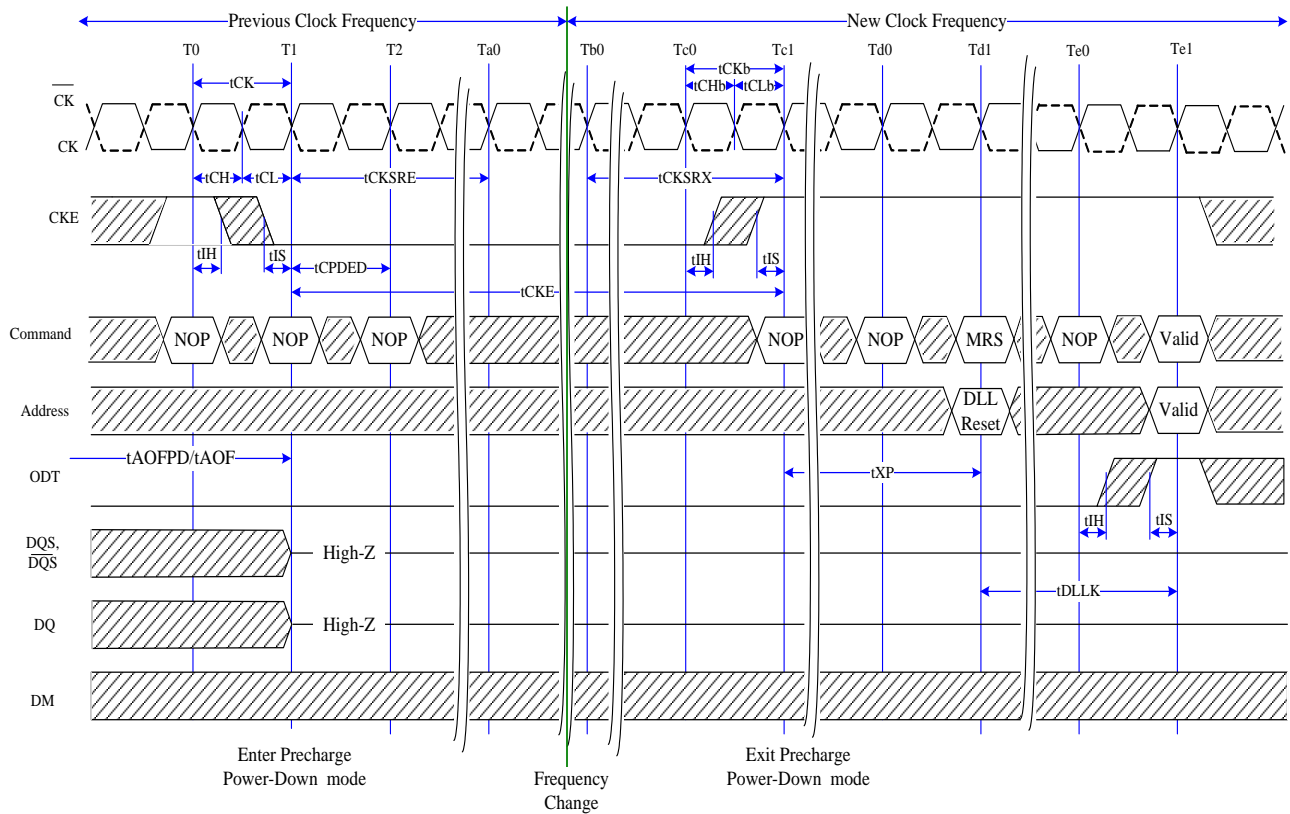 Previous Clock Frequency New Clock Frequency
T0 T1 T2 Ta0 Tb0 Tc0 Tc1 Td0 Td1 Te0 Te1
tCK tCKb
tCHb tCLb
CK
CK
tCH tCL tCKSRE tCKSRX
CKE
tIH tIS tCPDED tIH tIS
tCKE
Command NOP NOP NOP NOP NOP MRS NOP Valid
Address DLL Reset Valid
tAOFPD/tAOF
ODT tXP
tIH tIS
DQS, DQS High-Z
tDLLK
DQ High-Z
DM
Enter Precharge Power-Down mode
Exit Precharge Power-Down mode
Frequency Change